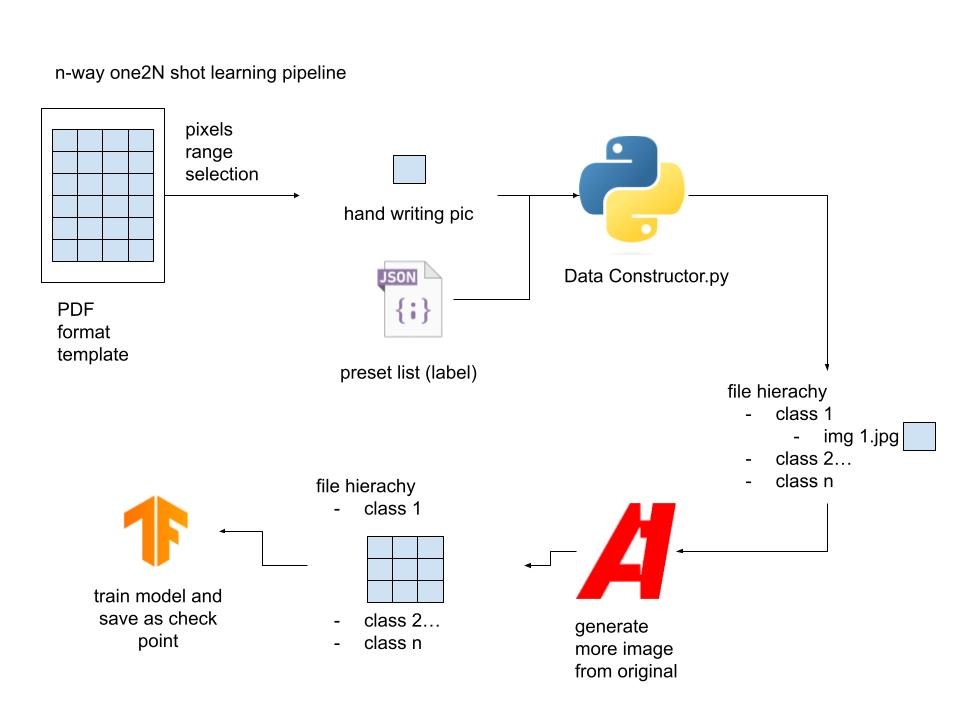 n-way one2N shot learning pipeline
pixels
range
selection
hand writing pic
PDF
format
template
JSON
{;}
preset list (label)
Data Constructor.py
file hierachy
- class 1
- img 1.jpg
- class 2…
- class n
generate
more image
from original
file hierachy
- class 1
- class 2…
- class n
train model and
save as check
point